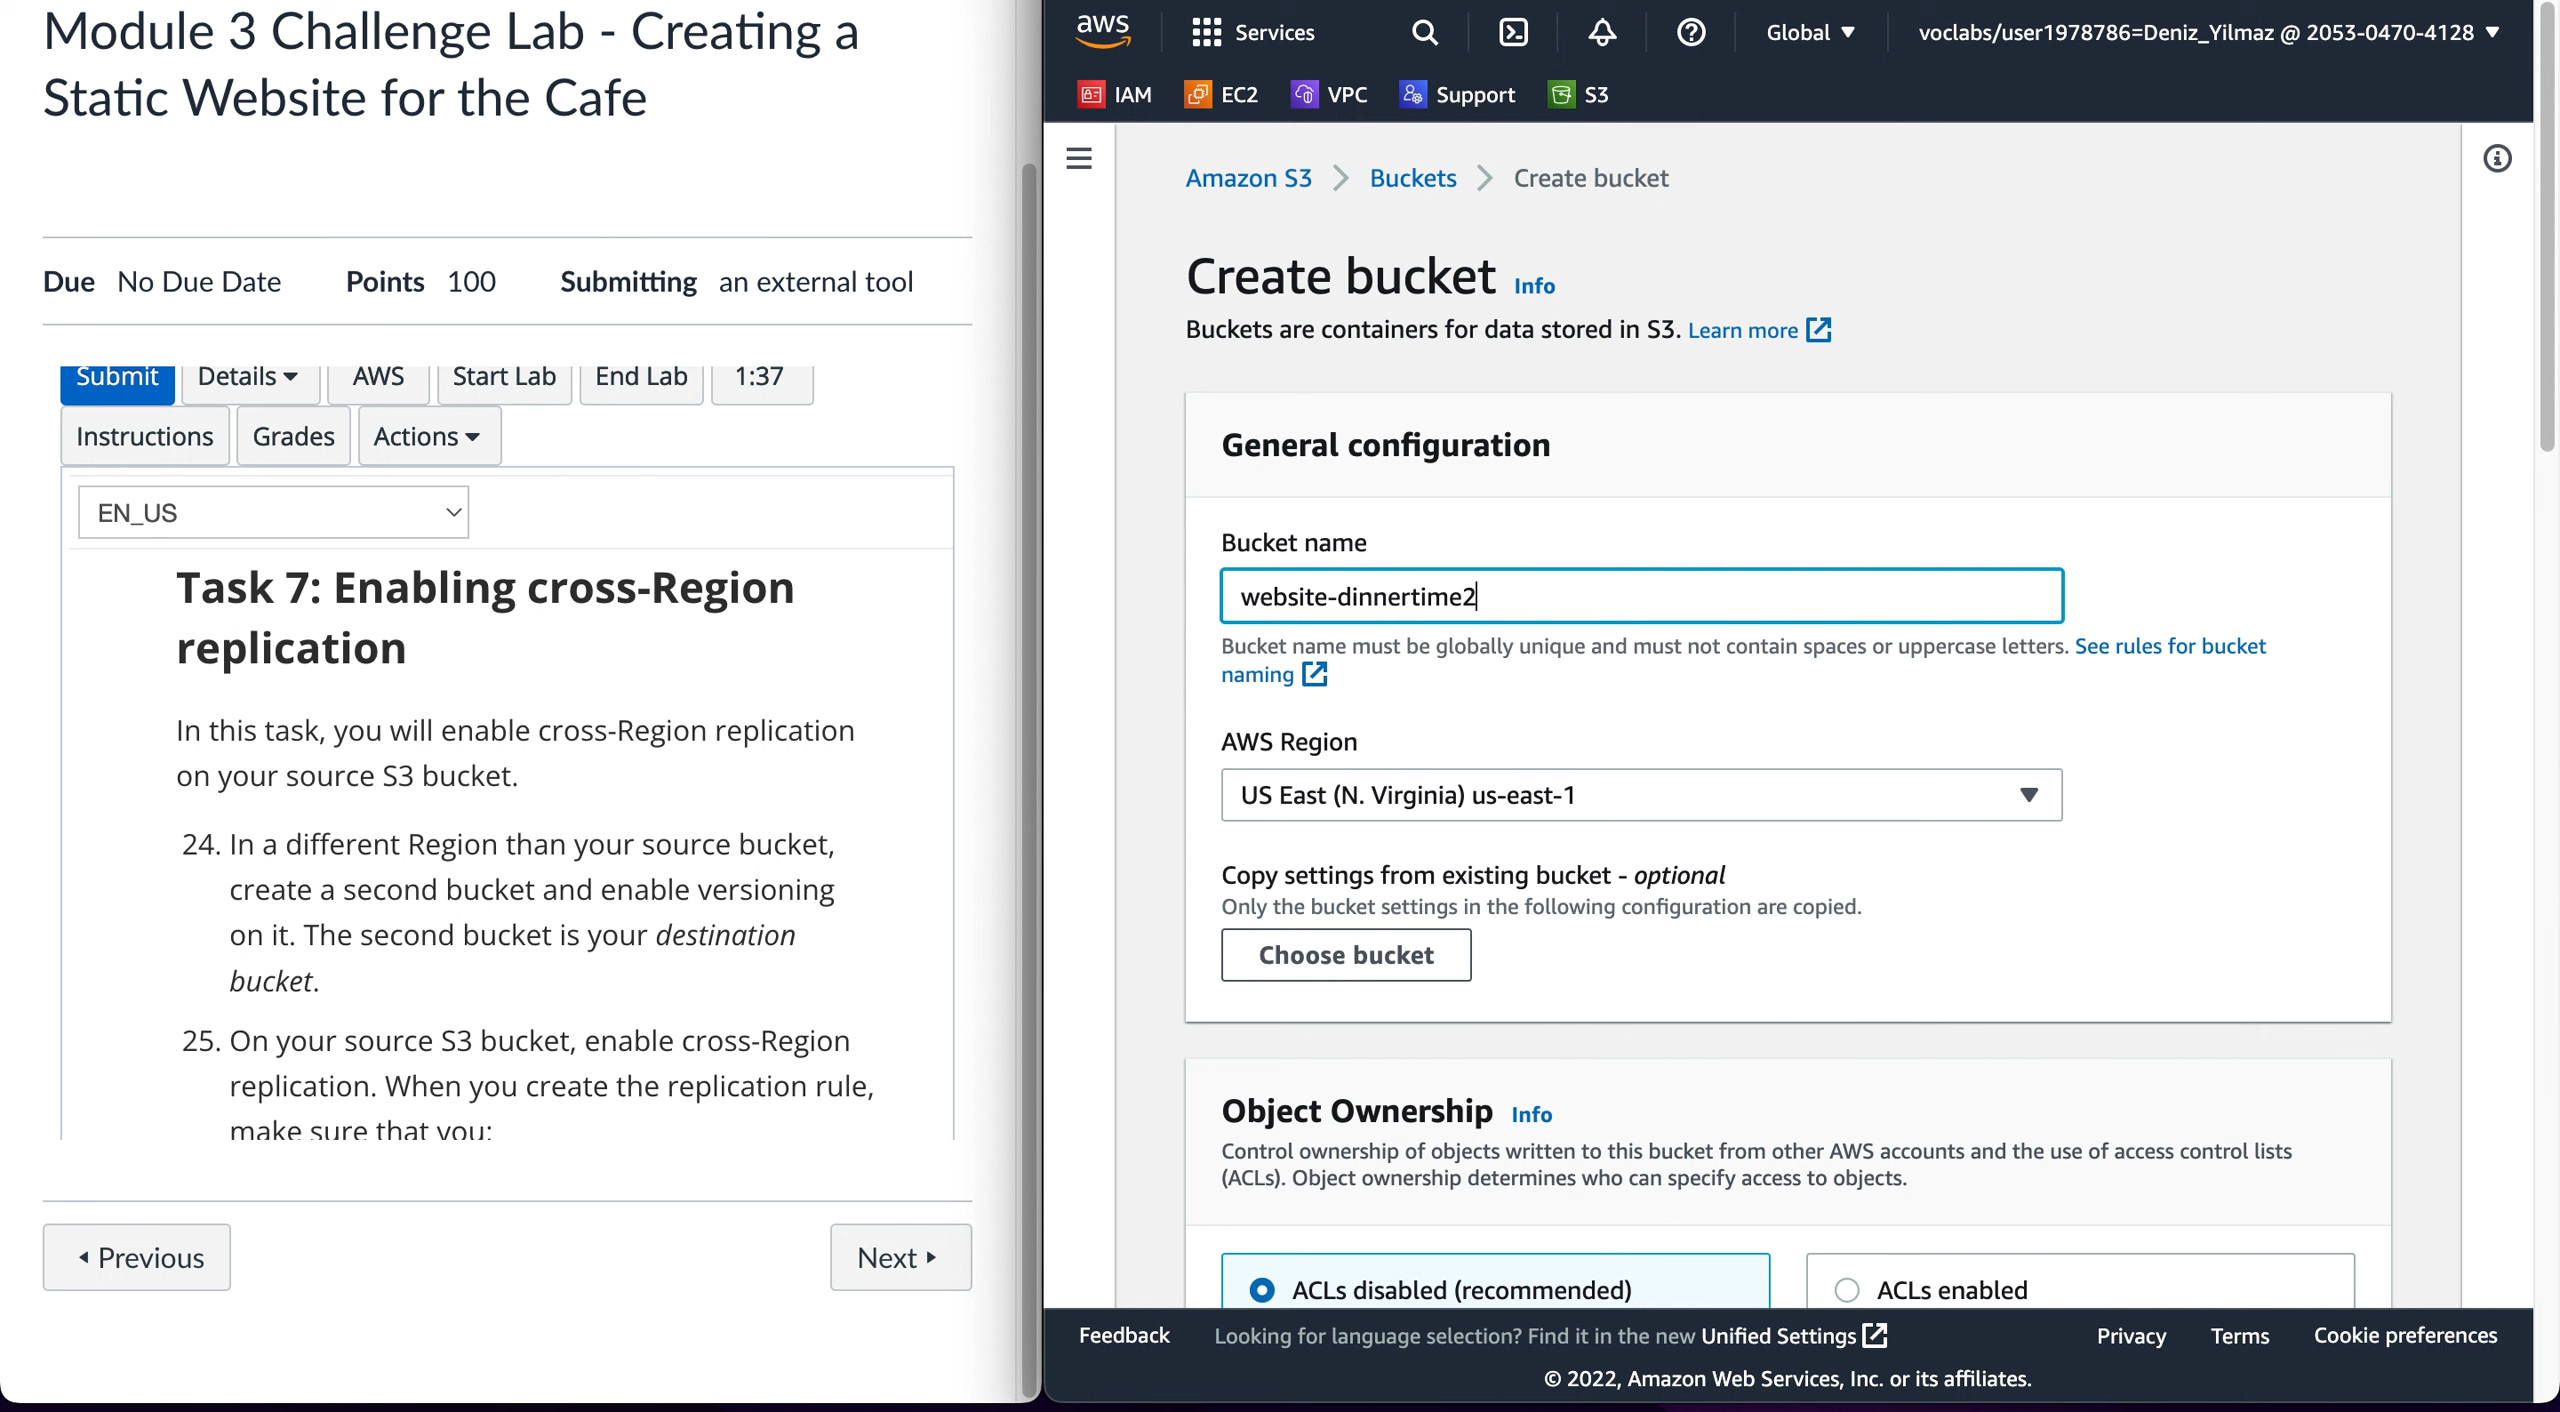 Module 3 Challenge Lab - Creating a
Static Website for the Cafe
Due No Due Date Points 100 Submitting an external tool
Submit Details AWS Start Lab End Lab 1:37
Instructions Grades Actions
EN_US
Task 7: Enabling cross-Region
replication
In this task, you will enable cross-Region replication
on your source S3 bucket.
24. In a different Region than your source bucket,
create a second bucket and enable versioning
on it. The second bucket is your destination
bucket.
25. On your source S3 bucket, enable cross-Region
replication. When you create the replication rule,
make sure that you:
Previous Next
aws Services Global voclabs/user1978786=Deniz_Yilmaz @ 2053-0470-4128
IAM EC2 VPC Support S3
Amazon S3 > Buckets > Create bucket
Create bucket Info
Buckets are containers for data stored in S3. Learn more
General configuration
Bucket name
website-dinnertime2
Bucket name must be globally unique and must not contain spaces or uppercase letters. See rules for bucket
naming
AWS Region
US East (N. Virginia) us-east-1
Copy settings from existing bucket - optional
Only the bucket settings in the following configuration are copied.
Choose bucket
Object Ownership Info
Control ownership of objects written to this bucket from other AWS accounts and the use of access control lists
(ACLs). Object ownership determines who can specify access to objects.
ACLs disabled (recommended) ACLs enabled
Feedback Looking for language selection? Find it in the new Unified Settings Privacy Terms Cookie preferences
© 2022, Amazon Web Services, Inc. or its affiliates.